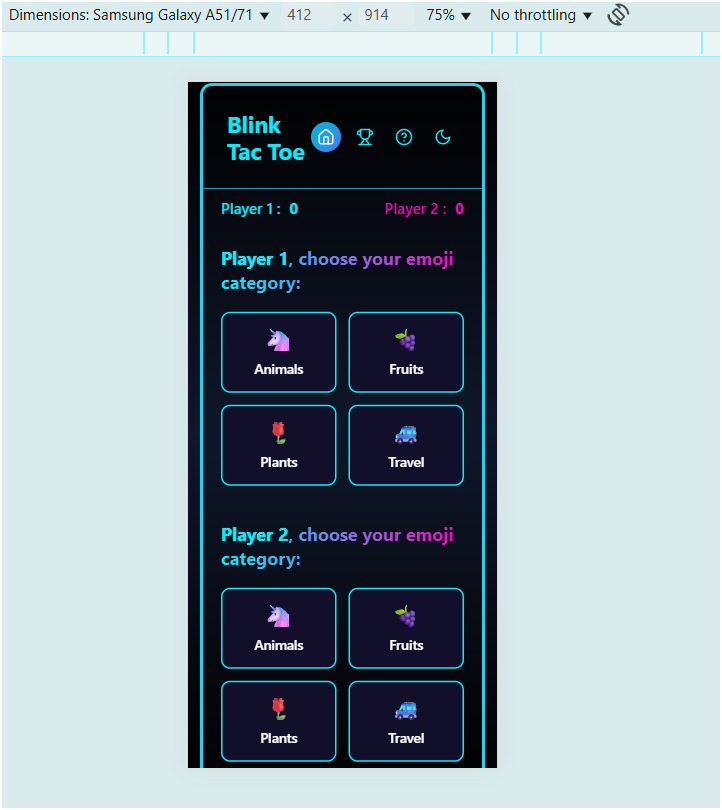 Dimensions: Samsung Galaxy A51/71 ▼ 412 × 914 75% ▼ No throttling ▼
Blink
Tac Toe
Player 1 : 0 Player 2 : 0
Player 1, choose your emoji
category:
Animals Fruits
Plants Travel
Player 2, choose your emoji
category:
Animals Fruits
Plants Travel